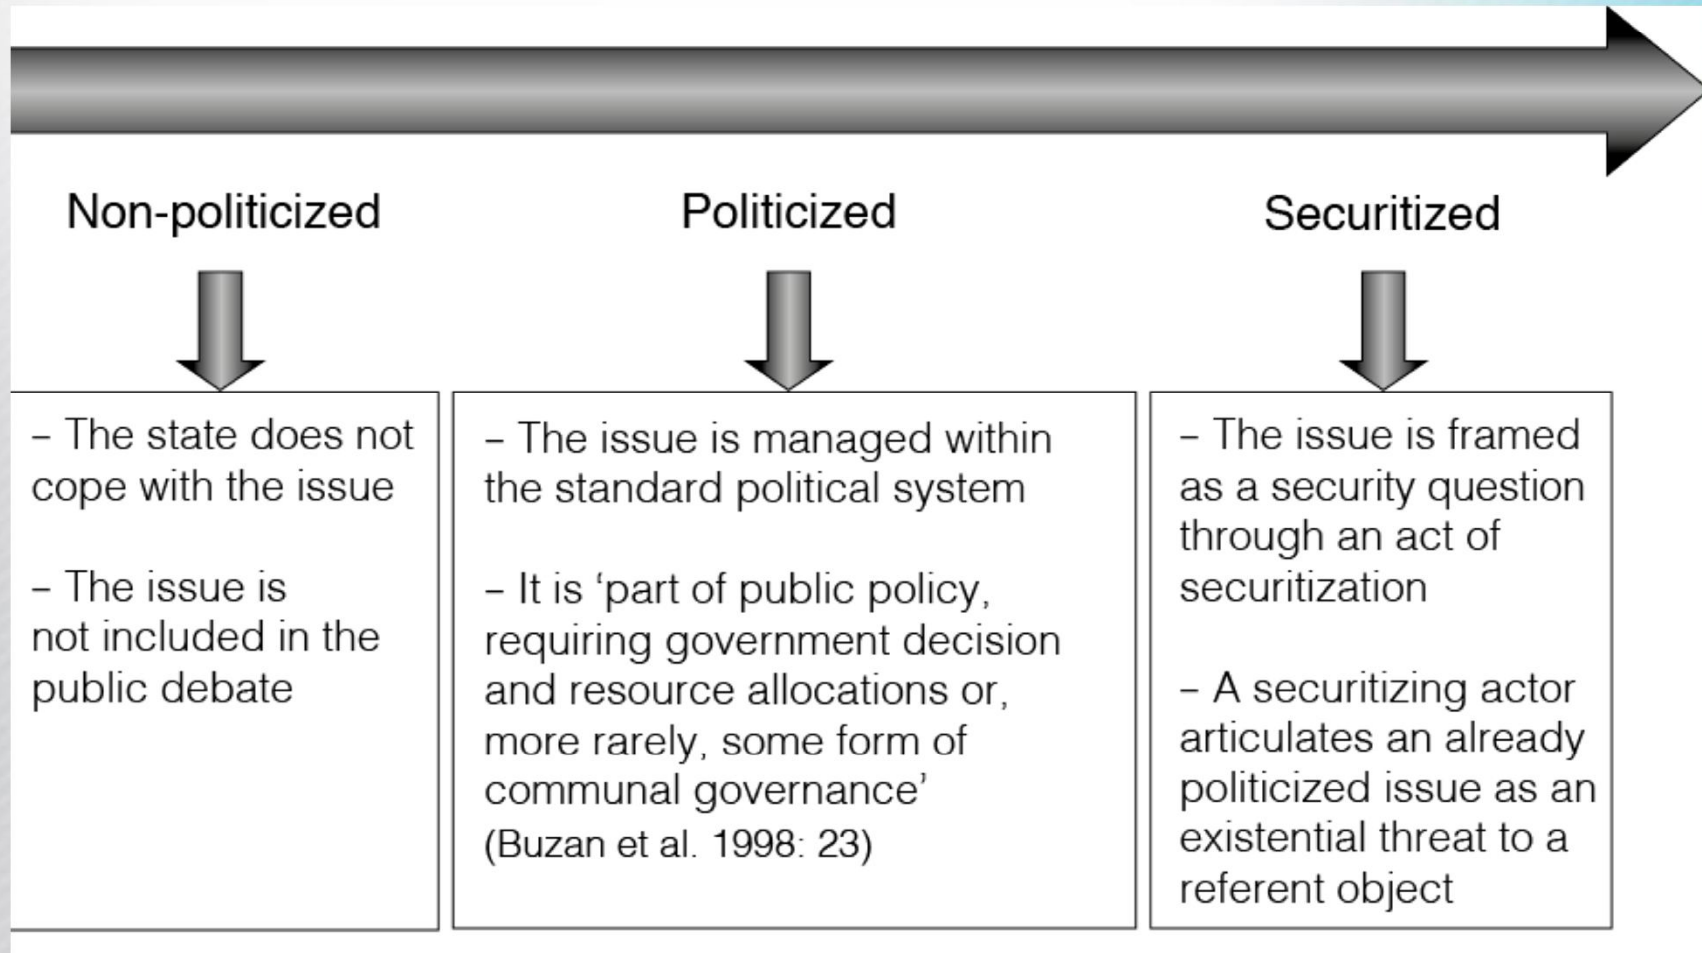 Non-politicized
Politicized
Securitized
– The state does not
cope with the issue
– The issue is
not included in the
public debate
– The issue is managed within
the standard political system
– It is ‘part of public policy,
requiring government decision
and resource allocations or,
more rarely, some form of
communal governance’
(Buzan et al. 1998: 23)
– The issue is framed
as a security question
through an act of
securitization
– A securitizing actor
articulates an already
politicized issue as an
existential threat to a
referent object